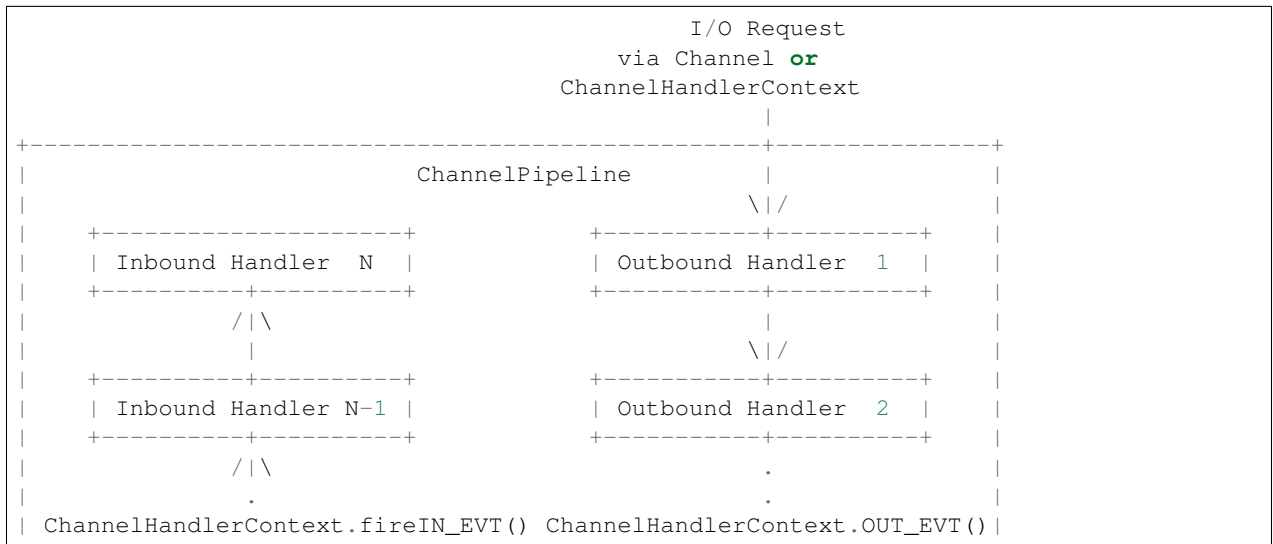 I/O Request
                                          via Channel or
                                      ChannelHandlerContext
                                                    |
+---------------------------------------------------+---------------+
|                           ChannelPipeline         |               |
|                                                  \|/              |
|    +---------------------+            +-----------+----------+    |
|    | Inbound Handler  N  |            | Outbound Handler  1  |    |
|    +----------+----------+            +-----------+----------+    |
|              /|\                                  |               |
|               |                                  \|/              |
|    +----------+----------+            +-----------+----------+    |
|    | Inbound Handler N-1 |            | Outbound Handler  2  |    |
|    +----------+----------+            +-----------+----------+    |
|              /|\                                  .               |
|               .                                   .               |
| ChannelHandlerContext.fireIN_EVT() ChannelHandlerContext.OUT_EVT()|